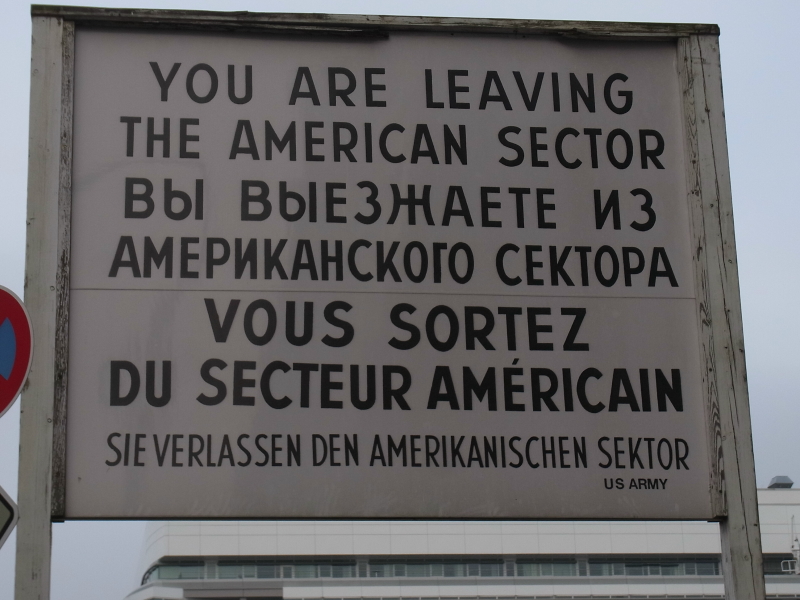 YOU ARE LEAVING
THE AMERICAN SECTOR
ВЫ ВЫЕЗЖАЕТЕ ИЗ
АМЕРИКАНСКОГО СЕКТОРА
VOUS SORTEZ
DU SECTEUR AMÉRICAIN
SIE VERLASSEN DEN AMERIKANISCHEN SEKTOR
US ARMY